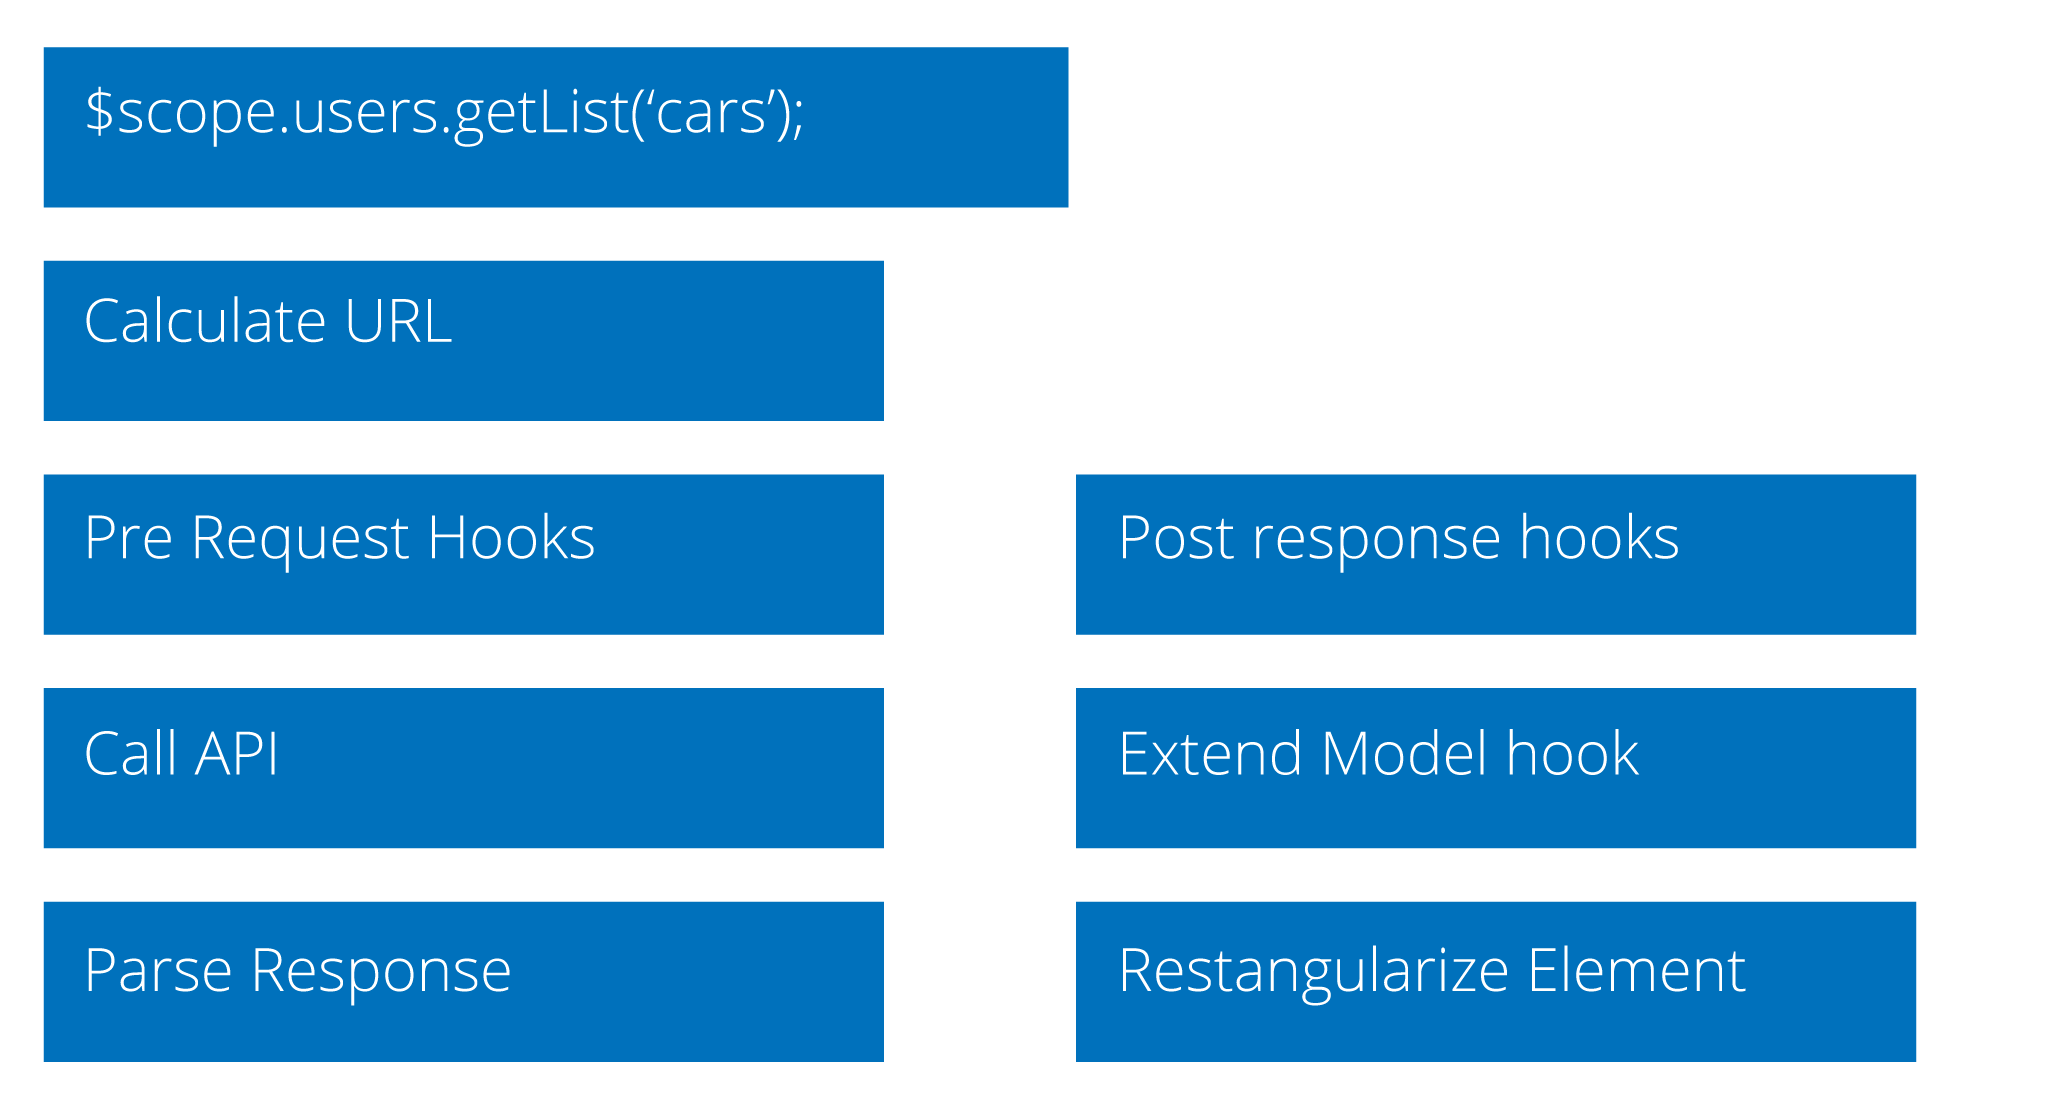 $scope.users.getList(‘cars’);
Calculate URL
Pre Request Hooks
Call API
Parse Response
Post response hooks
Extend Model hook
Restangularize Element